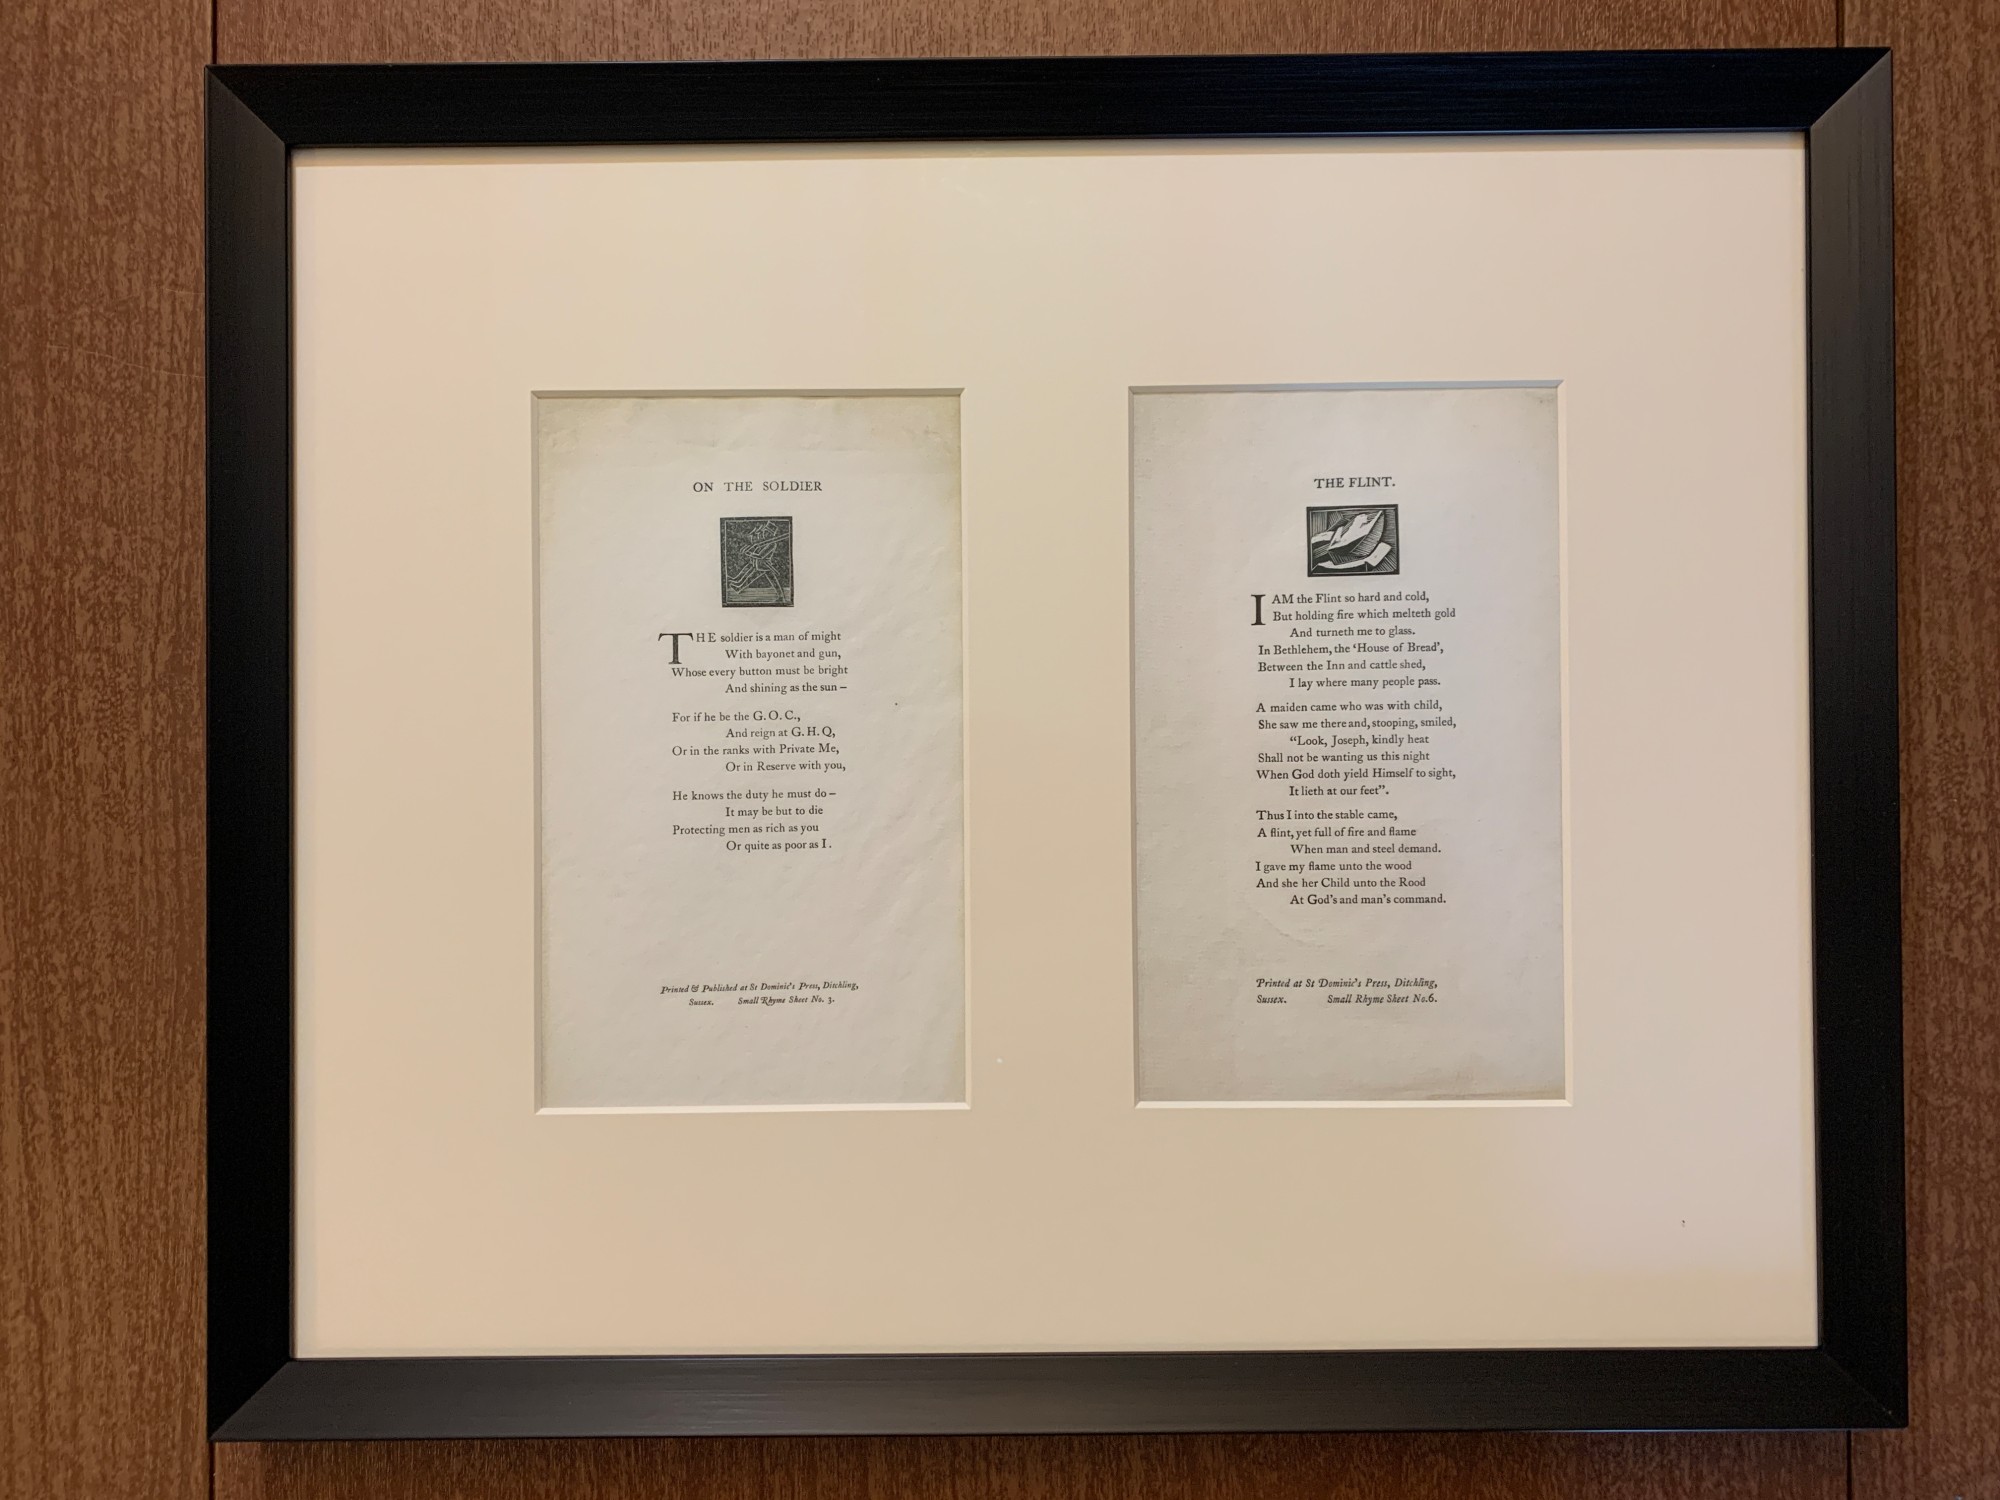 ON THE SOLDIER
THE soldier is a man of might
With bayonet and gun,
Whose every button must be bright
And shining as the sun –
For if he be the G. O. C.,
And reign at G. H. Q,
Or in the ranks with Private Me,
Or in Reserve with you,
He knows the duty he must do –
It may be but to die
Protecting men as rich as you
Or quite as poor as I.
Printed & Published at St Dominic's Press, Ditchling,
Sussex. Small Rhyme Sheet No. 3.
THE FLINT.
I AM the Flint so hard and cold,
But holding fire which melteth gold
And turneth me to glass.
In Bethlehem, the ‘House of Bread’,
Between the Inn and cattle shed,
I lay where many people pass.
A maiden came who was with child,
She saw me there and, stooping, smiled,
“Look, Joseph, kindly heat
Shall not be wanting us this night
When God doth yield Himself to sight,
It lieth at our feet”.
Thus I into the stable came,
A flint, yet full of fire and flame
When man and steel demand.
I gave my flame unto the wood
And she her Child unto the Rood
At God's and man's command.
Printed at St Dominic's Press, Ditchling,
Sussex. Small Rhyme Sheet No.6.